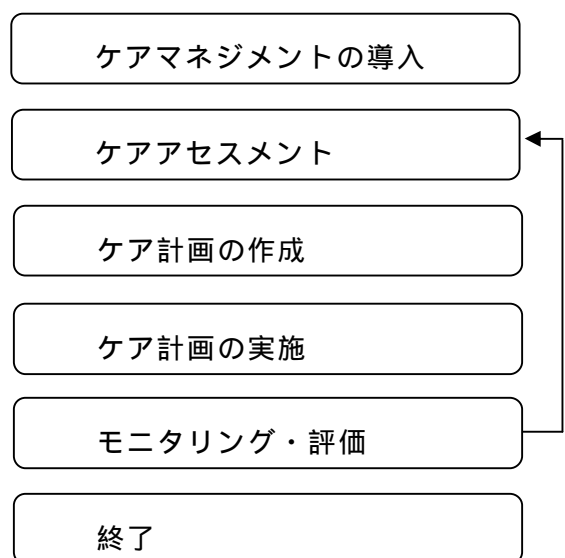 ケアマネジメントの導入
ケアアセスメント
ケア計画の作成
ケア計画の実施
モニタリング・評価
終了